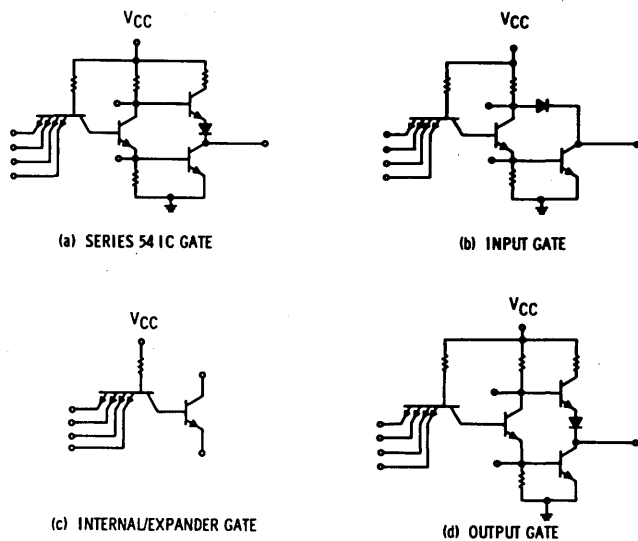 VCC
(a) SERIES 54 IC GATE
VCC
(b) INPUT GATE
VCC
(c) INTERNAL/EXPANDER GATE
VCC
(d) OUTPUT GATE